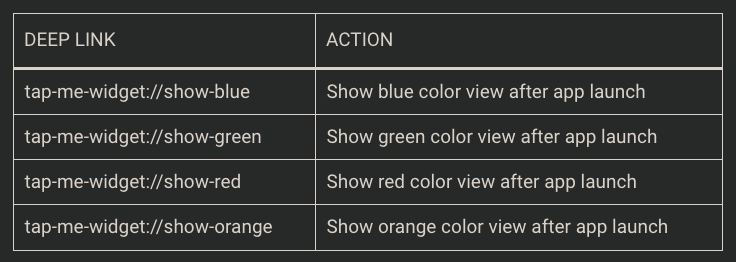 DEEP LINK ACTION
tap-me-widget://show-blue Show blue color view after app launch
tap-me-widget://show-green Show green color view after app launch
tap-me-widget://show-red Show red color view after app launch
tap-me-widget://show-orange Show orange color view after app launch